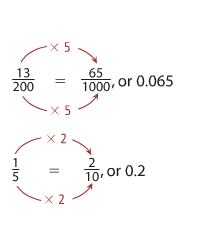 × 5
13/200 = 65/1000, or 0.065
× 5
× 2
1/5 = 2/10, or 0.2
× 2